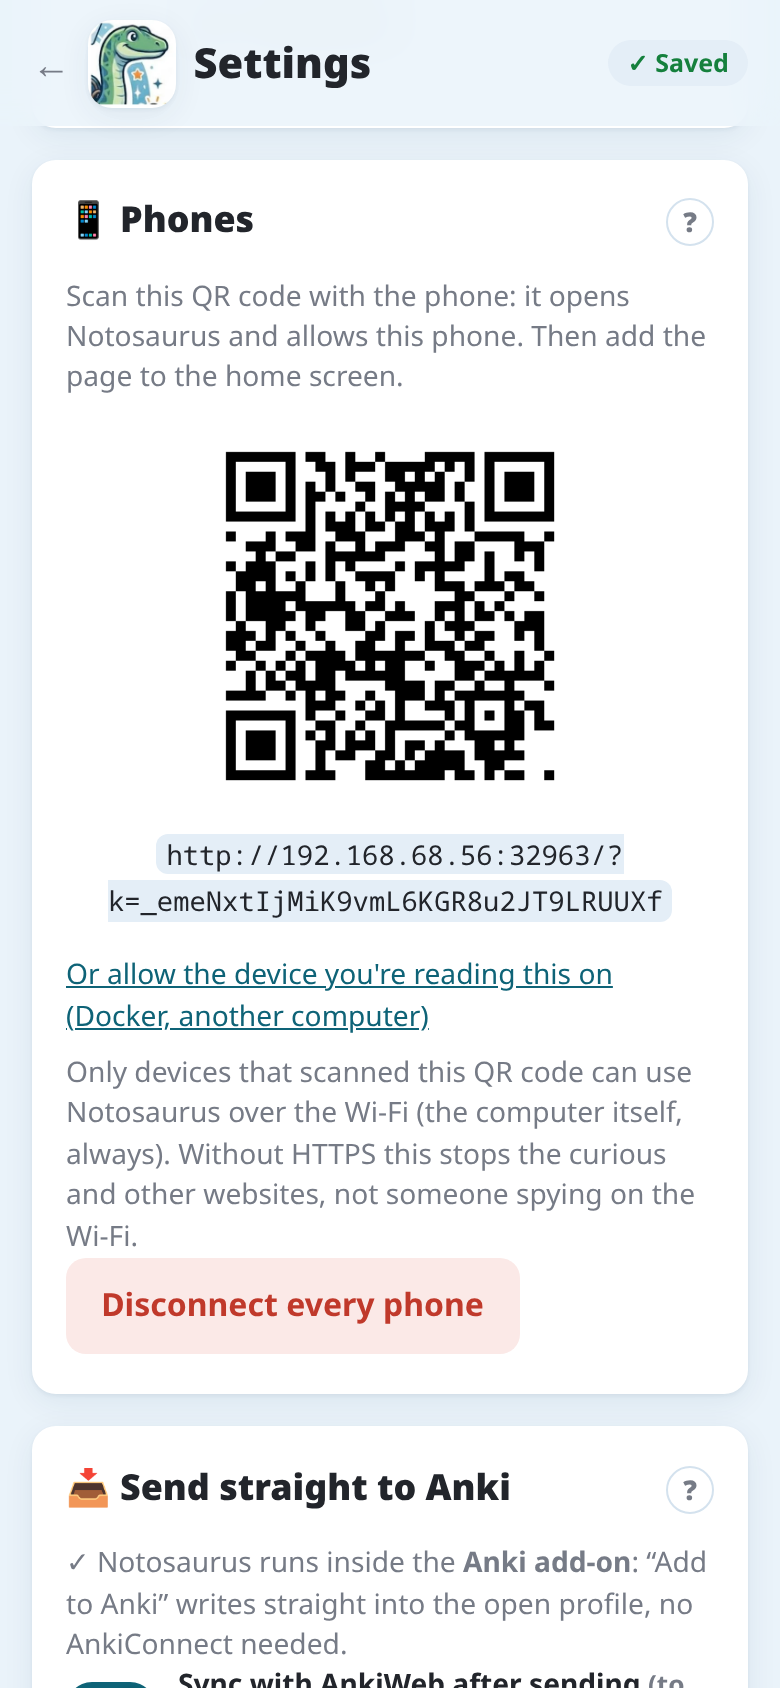 ← Settings ✓ Saved
Phones ?
Scan this QR code with the phone: it opens
Notosaurus and allows this phone. Then add the
page to the home screen.
http://192.168.68.56:32963/?
k=_emeNxtIjMiK9vmL6KGR8u2JT9LRUUXf
Or allow the device you're reading this on
(Docker, another computer)
Only devices that scanned this QR code can use
Notosaurus over the Wi-Fi (the computer itself,
always). Without HTTPS this stops the curious
and other websites, not someone spying on the
Wi-Fi.
Disconnect every phone
Send straight to Anki ?
✓ Notosaurus runs inside the Anki add-on: “Add
to Anki” writes straight into the open profile, no
AnkiConnect needed.
Sync with AnkiWeb after sending (to